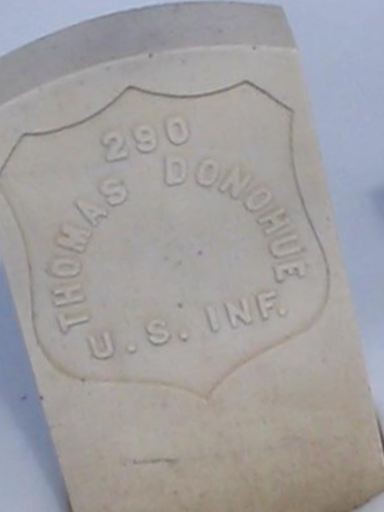 290
THOMAS DONOHUE
U.S. INF.